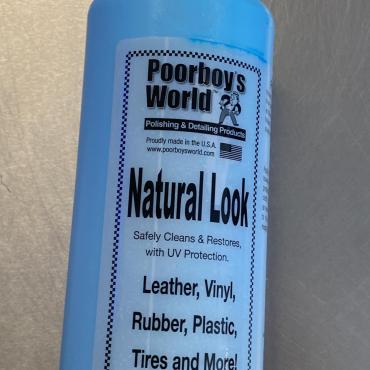 Poorboy's
World™
Polishing & Detailing Products
Proudly made in the U.S.A.
www.poorboysworld.com
Natural Look
Safely Cleans & Restores,
with UV Protection.
Leather, Vinyl,
Rubber, Plastic,
Tires and More!